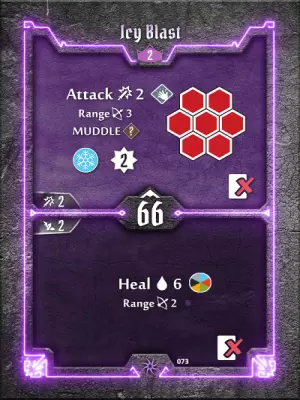 Icy Blast
2
Attack 2
Range 3
MUDDLE
2
2
66
2
Heal 6
Range 2
073